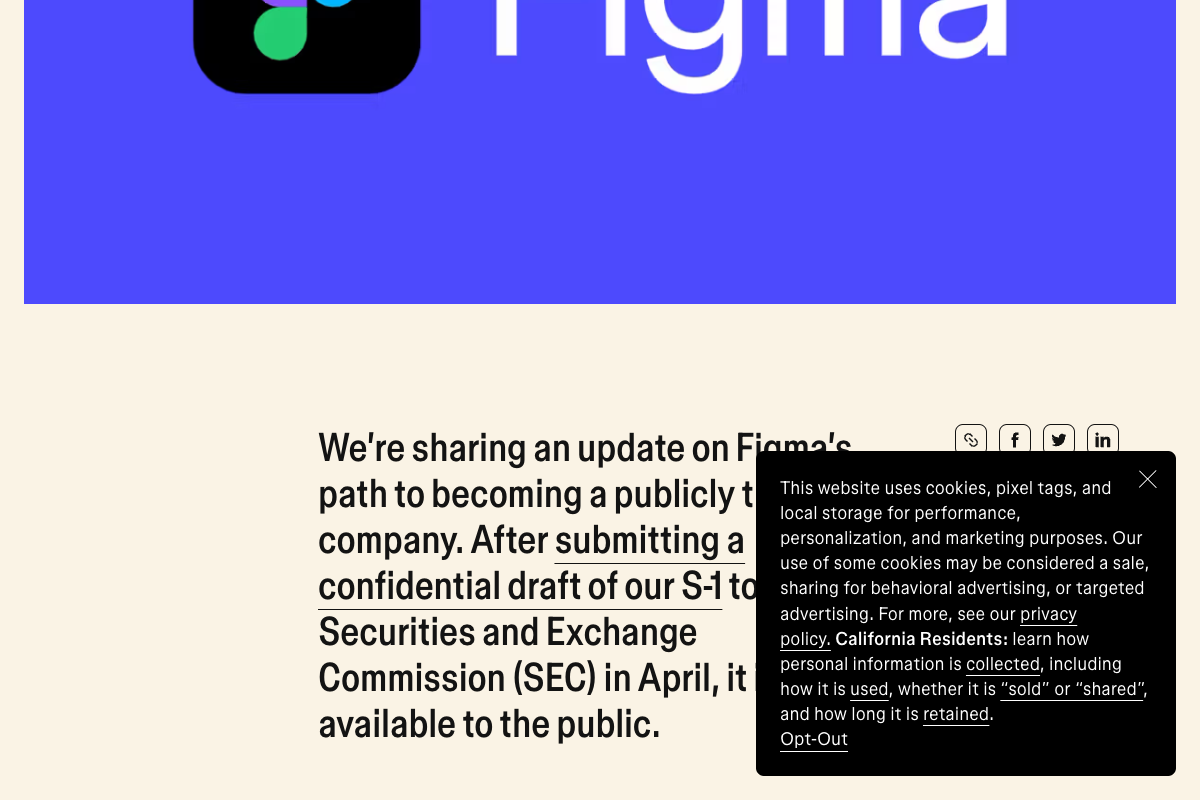 Figma
We're sharing an update on Figma's
path to becoming a publicly
company. After submitting a
confidential draft of our S-1 to
Securities and Exchange
Commission (SEC) in April, it
available to the public.
This website uses cookies, pixel tags, and
local storage for performance,
personalization, and marketing purposes. Our
use of some cookies may be considered a sale,
sharing for behavioral advertising, or targeted
advertising. For more, see our privacy
policy. California Residents: learn how
personal information is collected, including
how it is used, whether it is “sold” or “shared”,
and how long it is retained.
Opt-Out